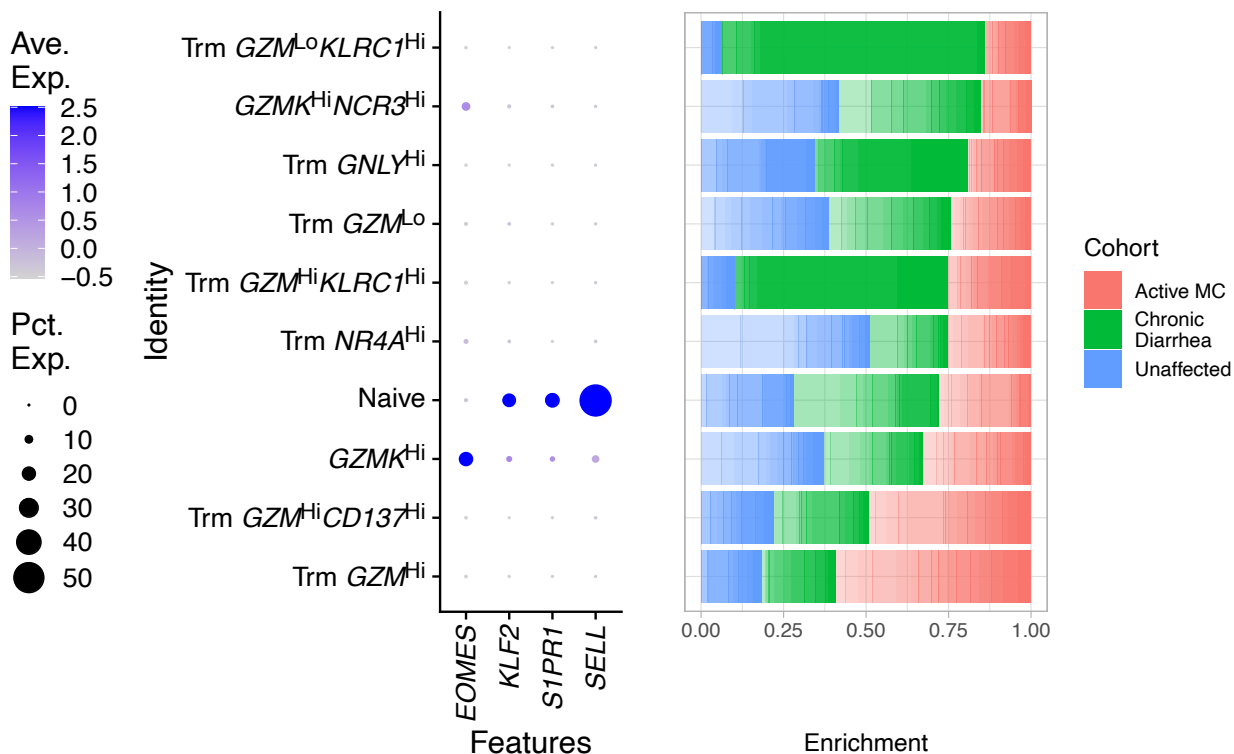 Ave.
Exp.
2.5
2.0
1.5
1.0
0.5
0.0
−0.5
Pct.
Exp.
0
10
20
30
40
50
Identity
Trm GZMLoKLRC1Hi
GZMKHiNCR3Hi
Trm GNLYHi
Trm GZMLo
Trm GZMHiKLRC1Hi
Trm NR4AHi
Naive
GZMKHi
Trm GZMHiCD137Hi
Trm GZMHi
EOMES
KLF2
S1PR1
SELL
Features
0.00 0.25 0.50 0.75 1.00
Enrichment
Cohort
Active MC
Chronic
Diarrhea
Unaffected